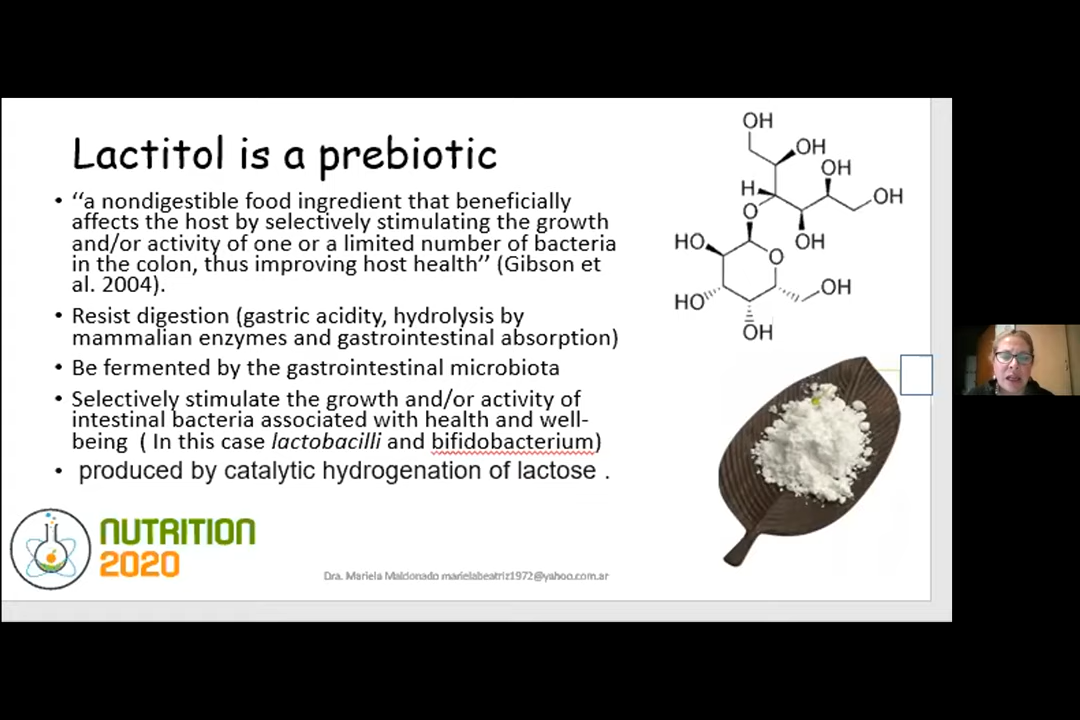 Lactitol is a prebiotic
• “a nondigestible food ingredient that beneficially
affects the host by selectively stimulating the growth
and/or activity of one or a limited number of bacteria
in the colon, thus improving host health” (Gibson et
al. 2004).
• Resist digestion (gastric acidity, hydrolysis by
mammalian enzymes and gastrointestinal absorption)
• Be fermented by the gastrointestinal microbiota
• Selectively stimulate the growth and/or activity of
intestinal bacteria associated with health and well-
being ( In this case lactobacilli and bifidobacterium)
• produced by catalytic hydrogenation of lactose .
OH
OH
OH
H
OH
O
OH
HO
O
HO
OH
OH
NUTRITION
2020
Dra. Mariela Maldonado marielabeatriz1972@yahoo.com.ar